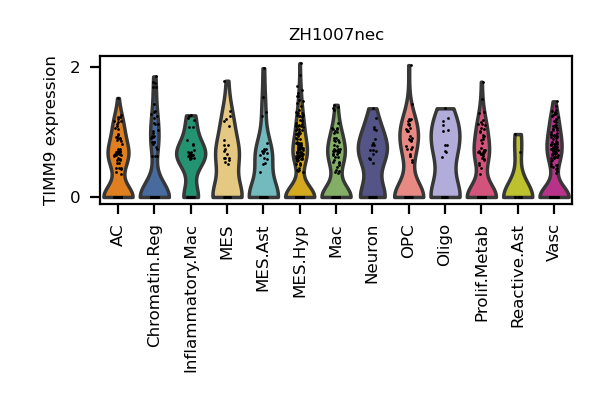 ZH1007nec
TIMM9 expression
2
0
AC
Chromatin.Reg
Inflammatory.Mac
MES
MES.Ast
MES.Hyp
Mac
Neuron
OPC
Oligo
Prolif.Metab
Reactive.Ast
Vasc